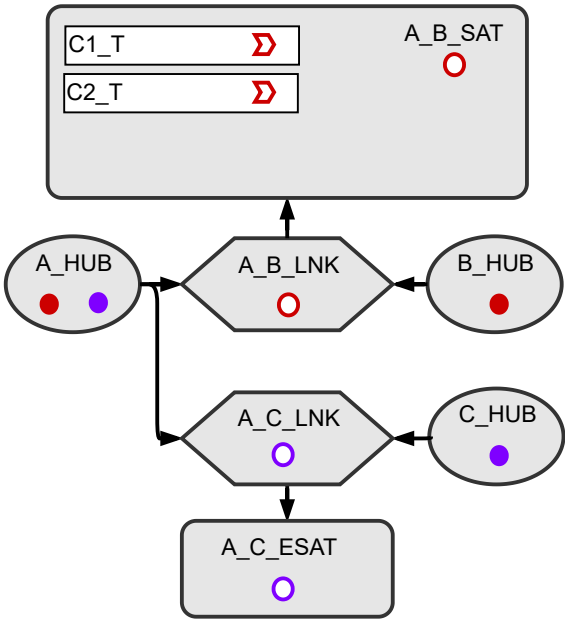 A_B_SAT
C1_T
C2_T
A_HUB
A_B_LNK
B_HUB
A_C_LNK
C_HUB
A_C_ESAT